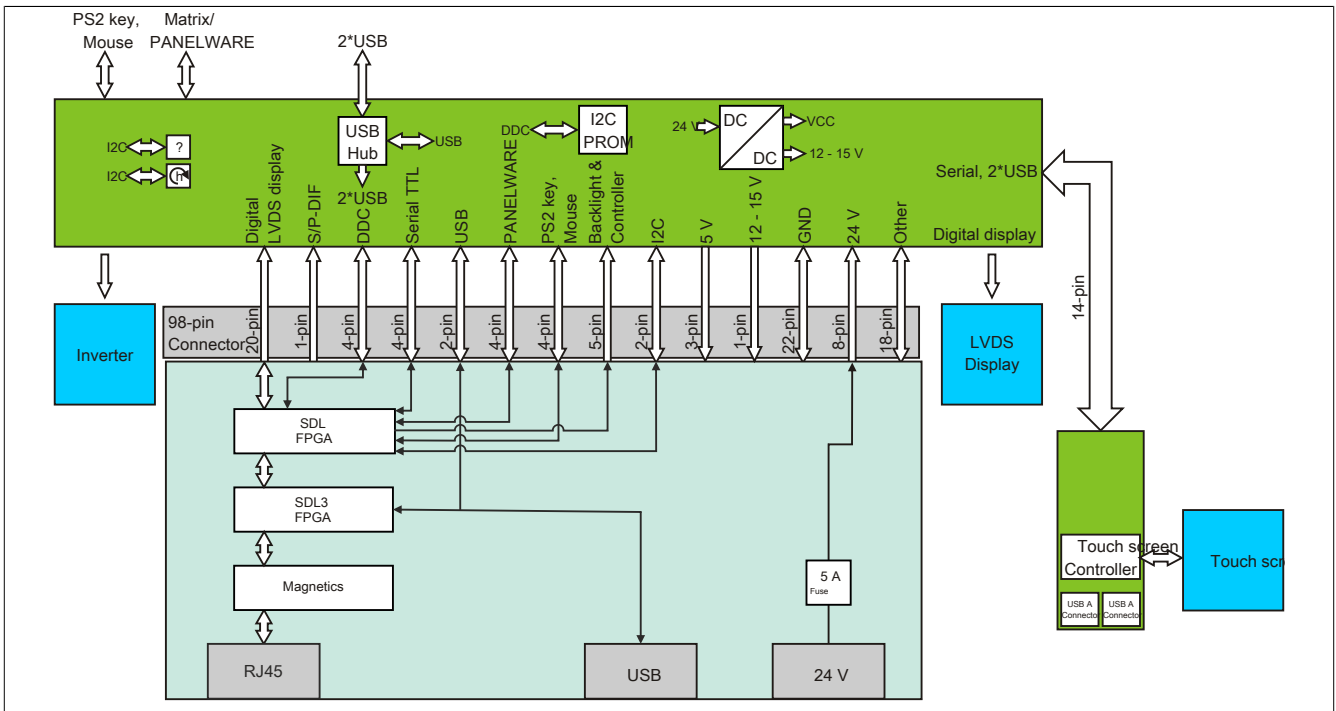 PS2 key,
Mouse
Matrix/
PANELWARE
2*USB
I2C
?
I2C
h
USB
Hub
USB
2*USB
DDC
I2C
PROM
24 V
DC
DC
VCC
12 - 15 V
Serial, 2*USB
Digital display
Digital
LVDS display
S/P-DIF
DDC
Serial TTL
USB
PANELWARE
PS2 key,
Mouse
Backlight &
Controller
I2C
5 V
12 - 15 V
GND
24 V
Other
Inverter
98-pin
Connector
20-pin
1-pin
4-pin
4-pin
2-pin
4-pin
4-pin
5-pin
2-pin
3-pin
1-pin
22-pin
8-pin
18-pin
LVDS
Display
14-pin
SDL
FPGA
SDL3
FPGA
Magnetics
5 A
Fuse
RJ45
USB
24 V
Touch screen
Controller
USB A
Connector
USB A
Connector
Touch scr